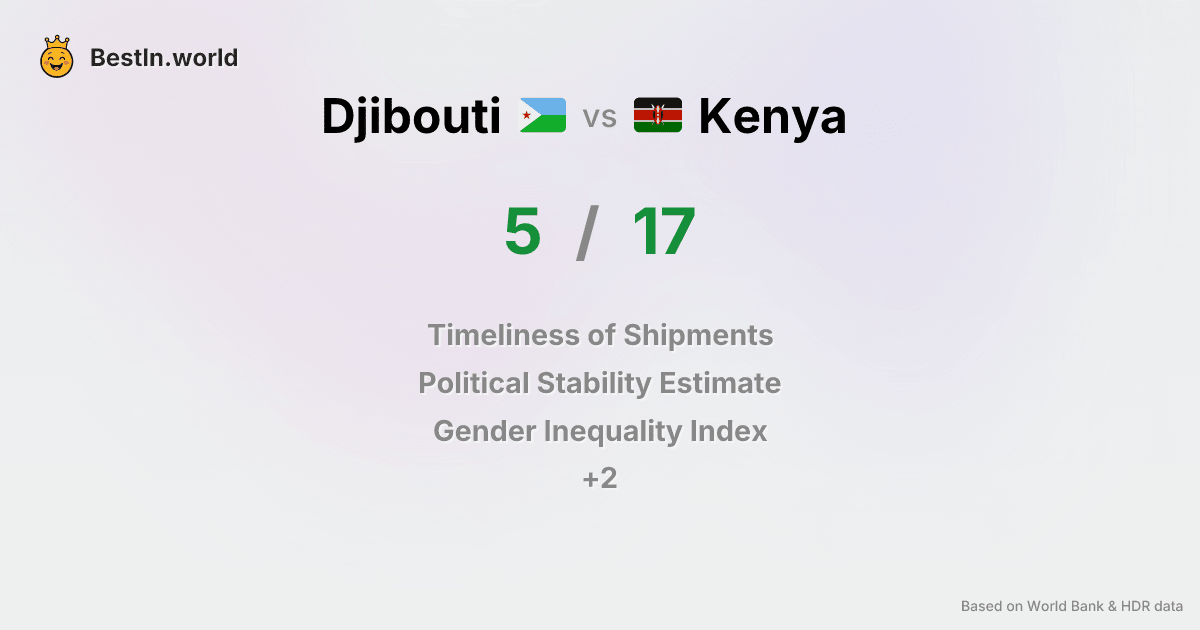 BestIn.world
Djibouti vs Kenya
5 / 17
Timeliness of Shipments
Political Stability Estimate
Gender Inequality Index
+2
Based on World Bank & HDR data